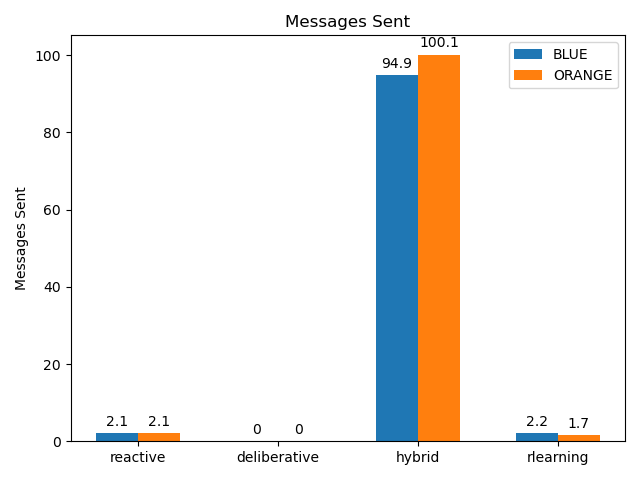 Messages Sent
BLUE
ORANGE
Messages Sent
100
80
60
40
20
0
2.1
2.1
0
0
94.9
100.1
2.2
1.7
reactive
deliberative
hybrid
rlearning